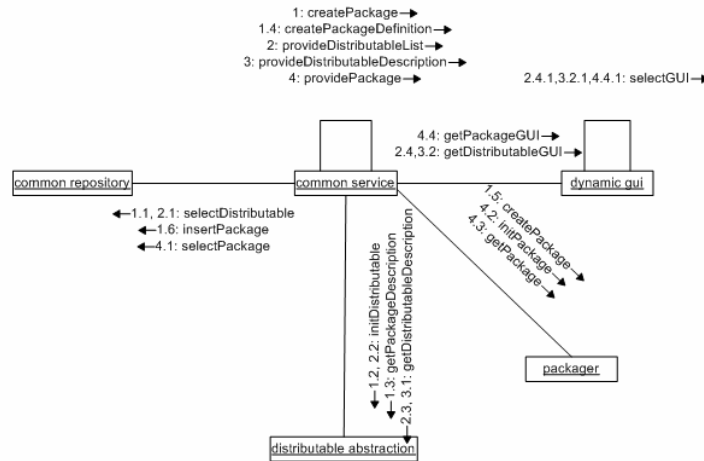 1: createPackage
1.4: createPackageDefinition
2: provideDistributableList
3: provideDistributableDescription
4: providePackage
2.4.1,3.2.1,4.4.1: selectGUI
4.4: getPackageGUI
2.4,3.2: getDistributableGUI
common repository
common service
dynamic gui
1.1, 2.1: selectDistributable
1.6: insertPackage
4.1: selectPackage
1.5: createPackage
4.2: initPackage
4.3: getPackage
1.2, 2.2: initDistributable
1.3: getPackageDescription
2.3, 3.1: getDistributableDescription
packager
distributable abstraction